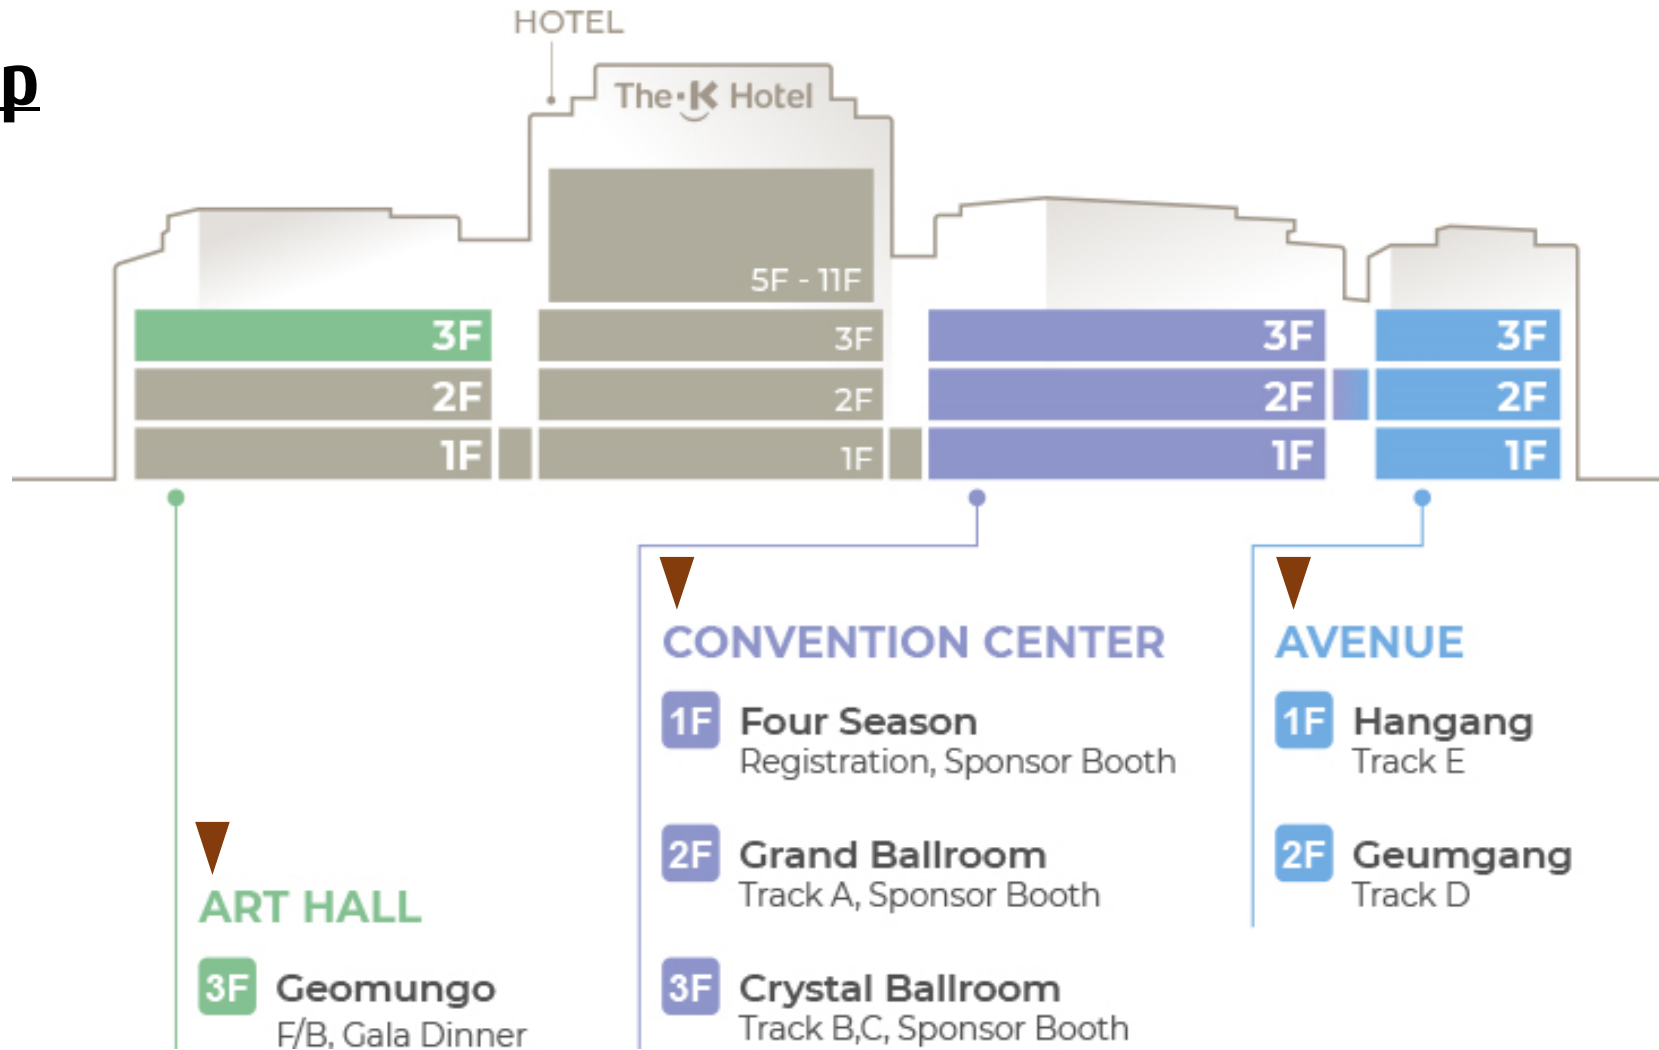 p
HOTEL
The K Hotel
5F - 11F
3F
3F
3F
3F
2F
2F
2F
2F
1F
1F
1F
1F
CONVENTION CENTER
1F Four Season
Registration, Sponsor Booth
2F Grand Ballroom
Track A, Sponsor Booth
3F Crystal Ballroom
Track B,C, Sponsor Booth
AVENUE
1F Hangang
Track E
2F Geumgang
Track D
ART HALL
3F Geomungo
F/B, Gala Dinner